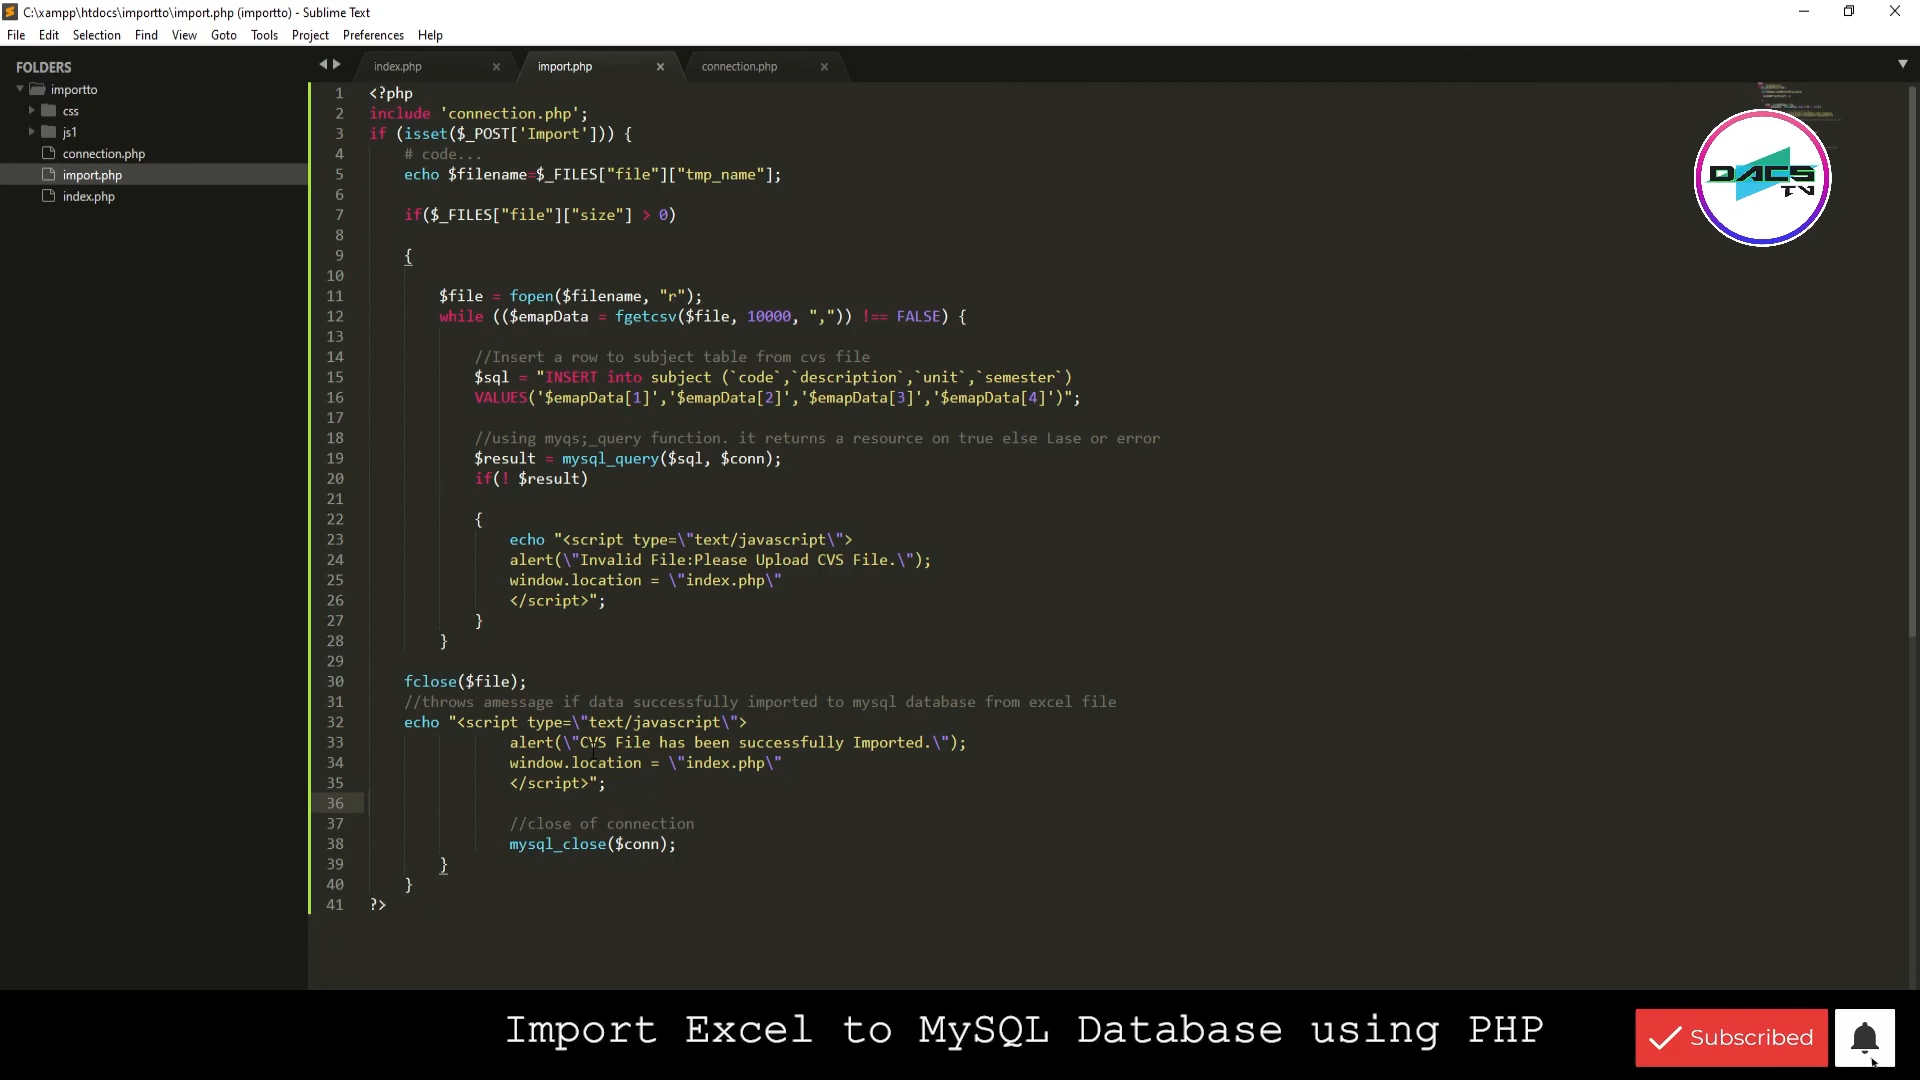 C:\xampp\htdocs\importto\import.php (importto) - Sublime Text
File Edit Selection Find View Goto Tools Project Preferences Help
FOLDERS
importto
css
js1
connection.php
import.php
index.php
index.php import.php connection.php
1 <?php
2 include 'connection.php';
3 if (isset($_POST['Import'])) {
4 # code...
5 echo $filename=$_FILES["file"]["tmp_name"];
6
7 if($_FILES["file"]["size"] > 0)
8
9 {
10
11 $file = fopen($filename, "r");
12 while (($emapData = fgetcsv($file, 10000, ",")) !== FALSE) {
13
14 //Insert a row to subject table from cvs file
15 $sql = "INSERT into subject (`code`,`description`,`unit`,`semester`)
16 VALUES('$emapData[1]','$emapData[2]','$emapData[3]','$emapData[4]')";
17
18 //using myqs;_query function. it returns a resource on true else Lase or error
19 $result = mysql_query($sql, $conn);
20 if(! $result)
21
22 {
23 echo "<script type=\"text/javascript\">
24 alert(\"Invalid File:Please Upload CVS File.\");
25 window.location = \"index.php\"
26 </script>";
27 }
28 }
29
30 fclose($file);
31 //throws amessage if data successfully imported to mysql database from excel file
32 echo "<script type=\"text/javascript\">
33 alert(\"CVS File has been successfully Imported.\");
34 window.location = \"index.php\"
35 </script>";
36
37 //close of connection
38 mysql_close($conn);
39 }
40 }
41 ?>
DACS
TV
Import Excel to MySQL Database using PHP
Subscribed